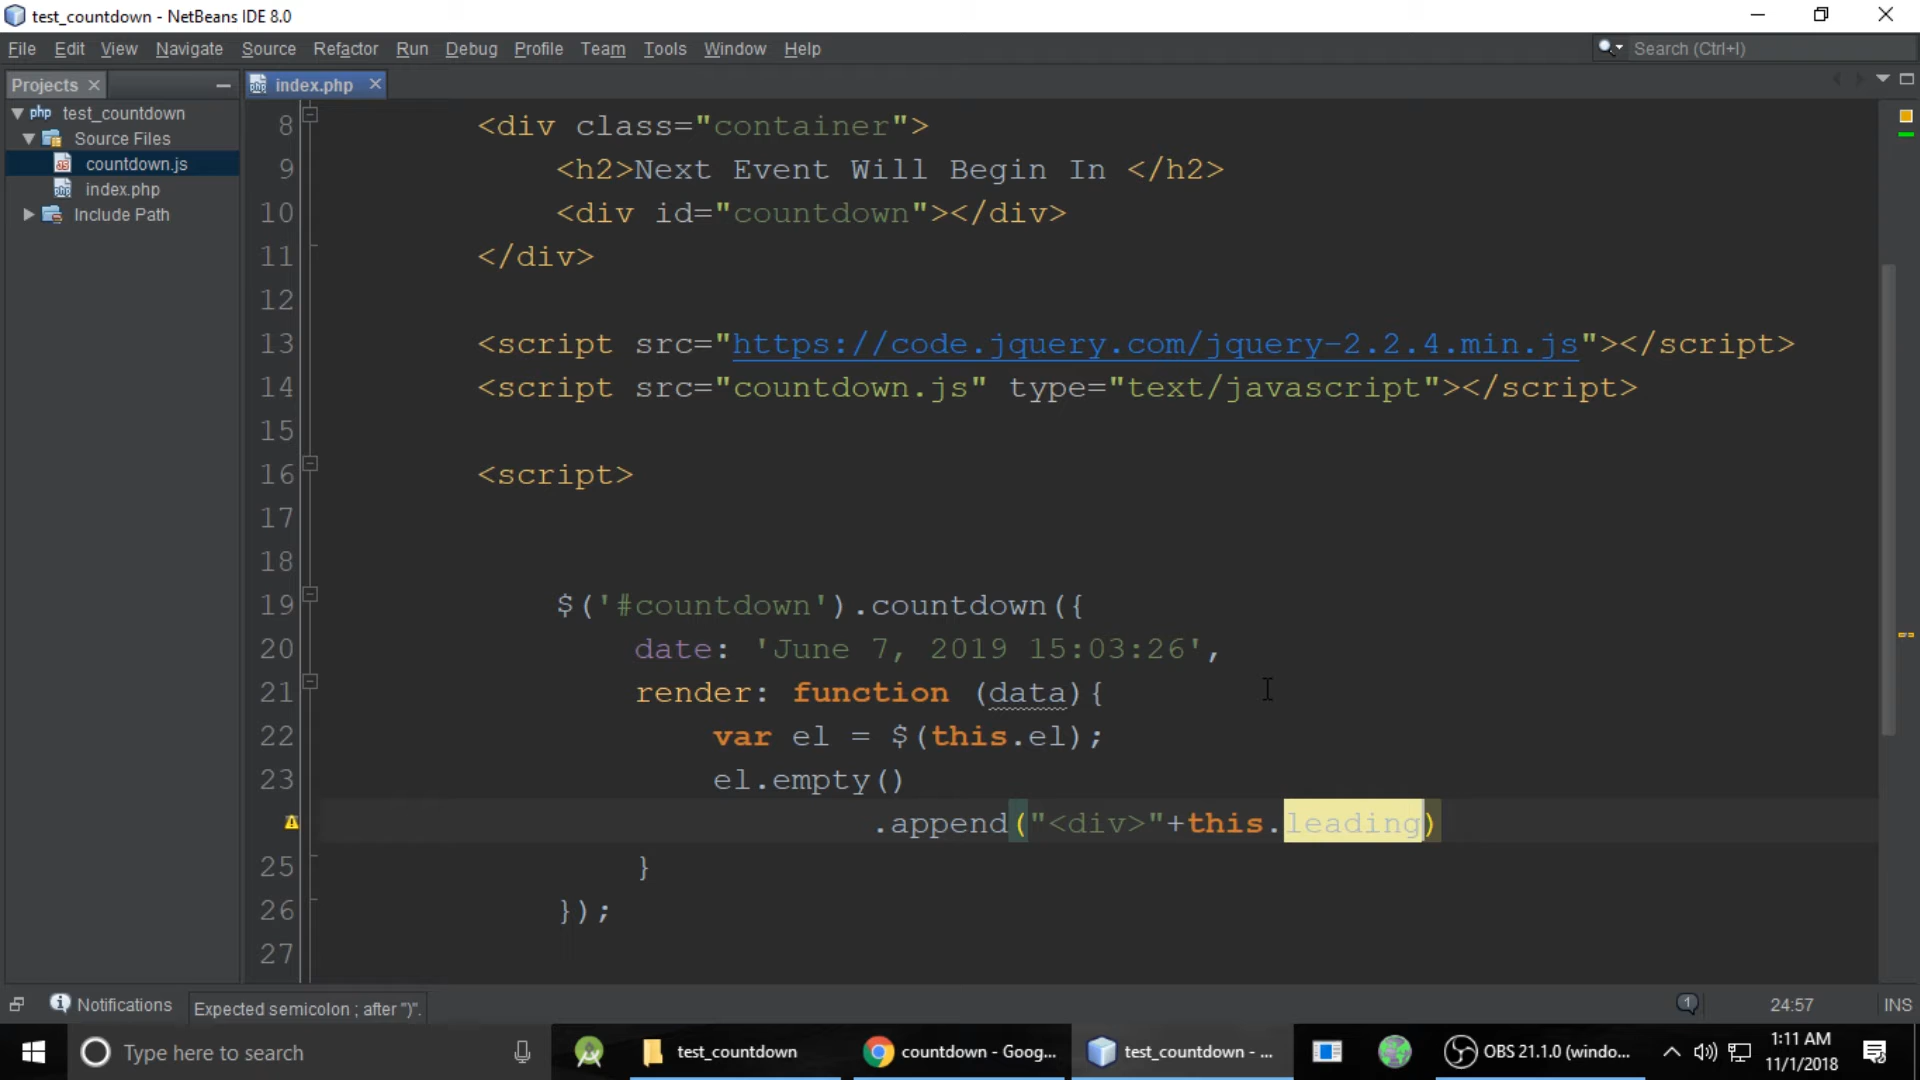 test_countdown - NetBeans IDE 8.0
File Edit View Navigate Source Refactor Run Debug Profile Team Tools Window Help
Search (Ctrl+I)
Projects
index.php
test_countdown
Source Files
countdown.js
index.php
Include Path
8 <div class="container">
9 <h2>Next Event Will Begin In </h2>
10 <div id="countdown"></div>
11 </div>
12
13 <script src="https://code.jquery.com/jquery-2.2.4.min.js"></script>
14 <script src="countdown.js" type="text/javascript"></script>
15
16 <script>
17
18
19 $('#countdown').countdown({
20 date: 'June 7, 2019 15:03:26',
21 render: function (data){
22 var el = $(this.el);
23 el.empty()
.append("<div>"+this.leading)
25 }
26 });
27
Notifications
Expected semicolon ; after ")".
1
24:57
INS
Type here to search
test_countdown
countdown - Goog...
test_countdown - ...
OBS 21.1.0 (windo...
1:11 AM
11/1/2018